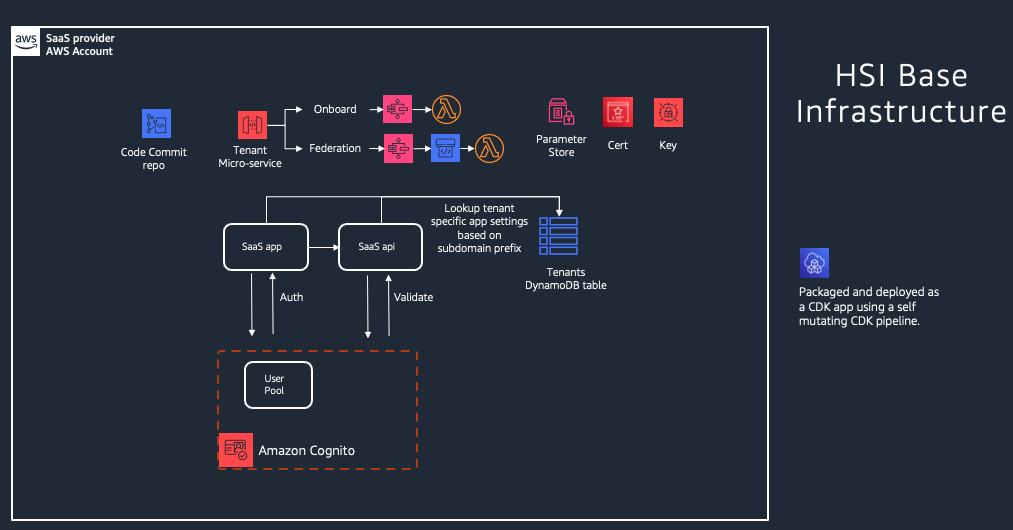 aws
SaaS provider
AWS Account
HSI Base
Infrastructure
Code Commit
repo
Tenant
Micro-service
Onboard
Federation
Parameter
Store
Cert
Key
Lookup tenant
specific app settings
based on
subdomain prefix
SaaS app
SaaS api
Tenants
DynamoDB table
Auth
Validate
Packaged and deployed as
a CDK app using a self
mutating CDK pipeline.
User
Pool
Amazon Cognito